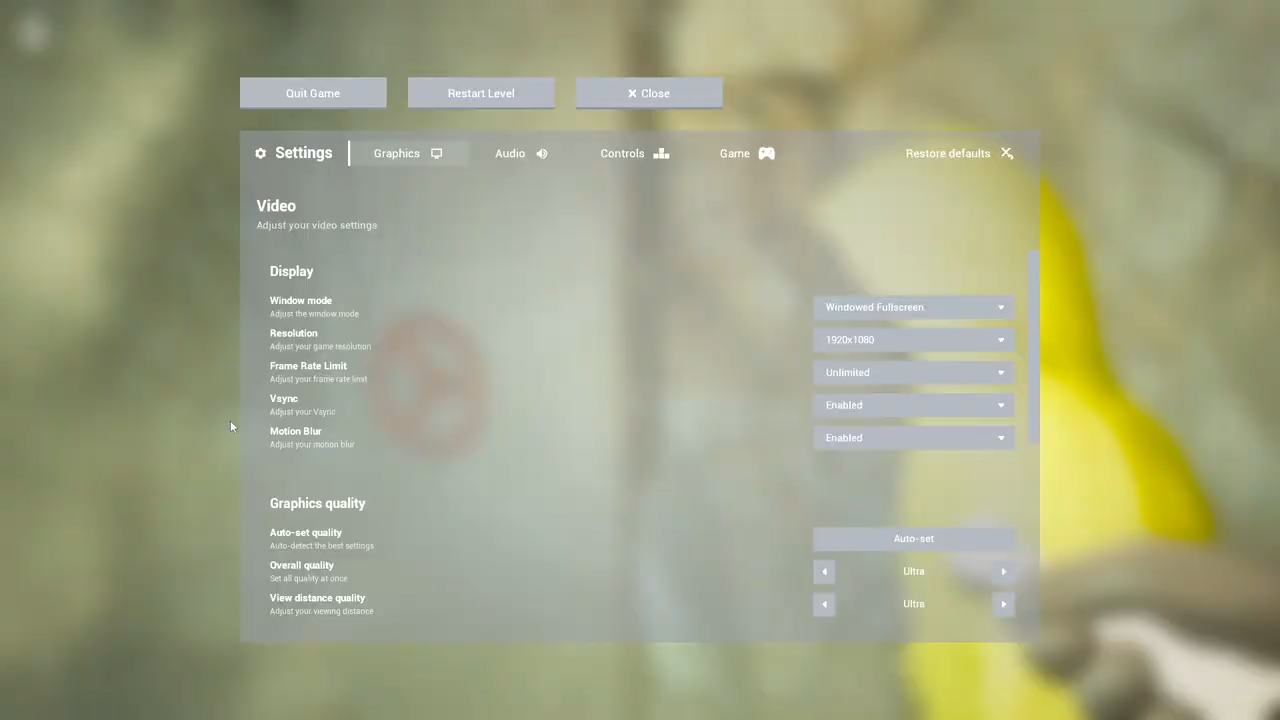 Quit Game
Restart Level
Close
Settings
Graphics
Audio
Controls
Game
Restore defaults
Video
Adjust your video settings
Display
Window mode
Adjust the window mode
Windowed Fullscreen
Resolution
Adjust your game resolution
1920x1080
Frame Rate Limit
Adjust your frame rate limit
Unlimited
Vsync
Adjust your Vsync
Enabled
Motion Blur
Adjust your motion blur
Enabled
Graphics quality
Auto-set quality
Auto-detect the best settings
Auto-set
Overall quality
Set all quality at once
Ultra
View distance quality
Adjust your viewing distance
Ultra